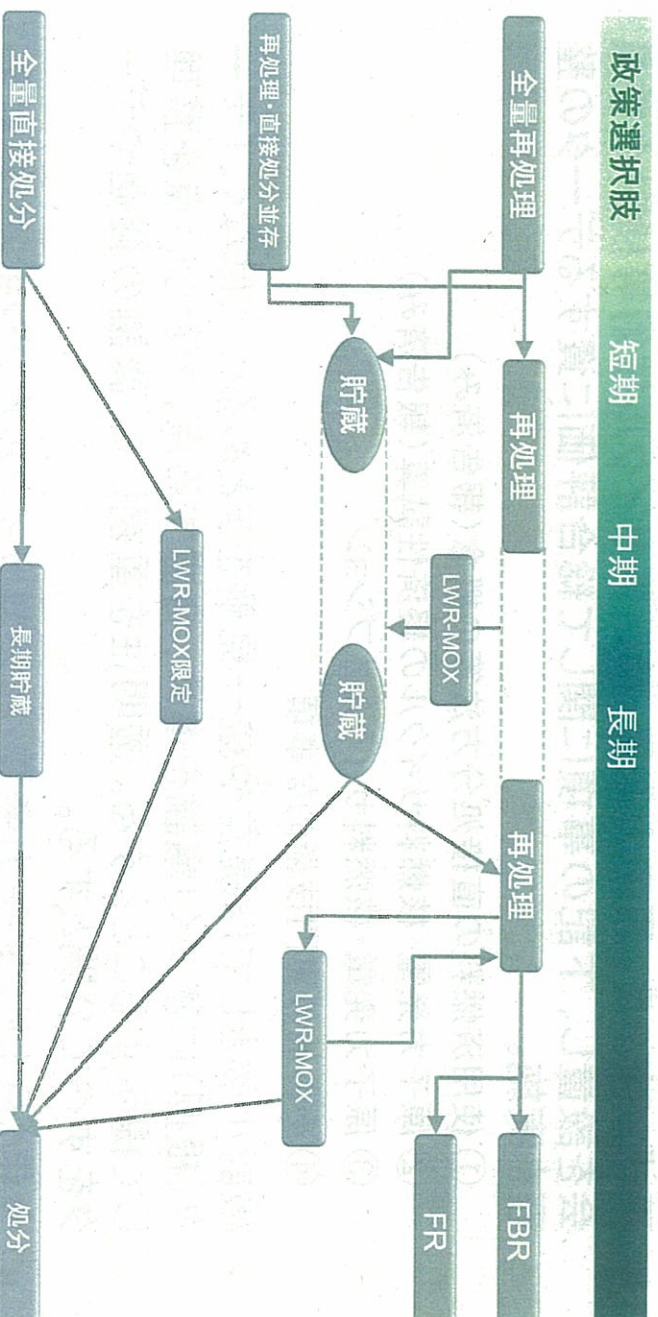 政策選択肢 短期 中期 長期
全量再処理
再処理
再処理
FBR
FR
LWR-MOX
再処理・直接処分並存
貯蔵
貯蔵
LWR-MOX
LWR-MOX限定
全量直接処分
長期貯蔵
処分